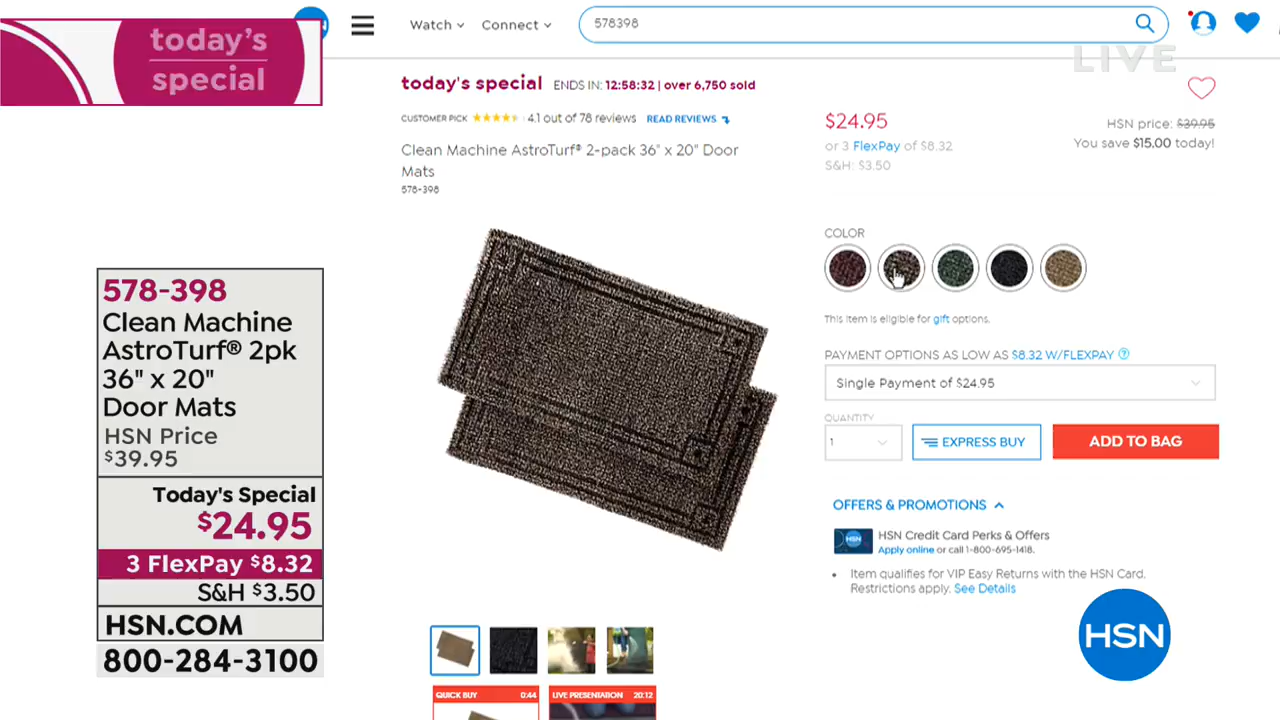 today's
special
Watch
Connect
578398
LIVE
today's special ENDS IN: 12:58:32 | over 6,750 sold
CUSTOMER PICK 4.1 out of 78 reviews READ REVIEWS
Clean Machine AstroTurf® 2-pack 36" x 20" Door
Mats
578-398
$24.95
or 3 FlexPay of $8.32
S&H: $3.50
HSN price: $39.95
You save $15.00 today!
COLOR
This item is eligible for gift options.
PAYMENT OPTIONS AS LOW AS $8.32 W/FLEXPAY ?
Single Payment of $24.95
QUANTITY
1
EXPRESS BUY
ADD TO BAG
OFFERS & PROMOTIONS
HSN
HSN Credit Card Perks & Offers
Apply online or call 1-800-695-1418.
• Item qualifies for VIP Easy Returns with the HSN Card.
Restrictions apply. See Details
QUICK BUY 0:44
LIVE PRESENTATION 20:12
578-398
Clean Machine
AstroTurf® 2pk
36" x 20"
Door Mats
HSN Price
$39.95
Today's Special
$24.95
3 FlexPay $8.32
S&H $3.50
HSN.COM
800-284-3100
HSN